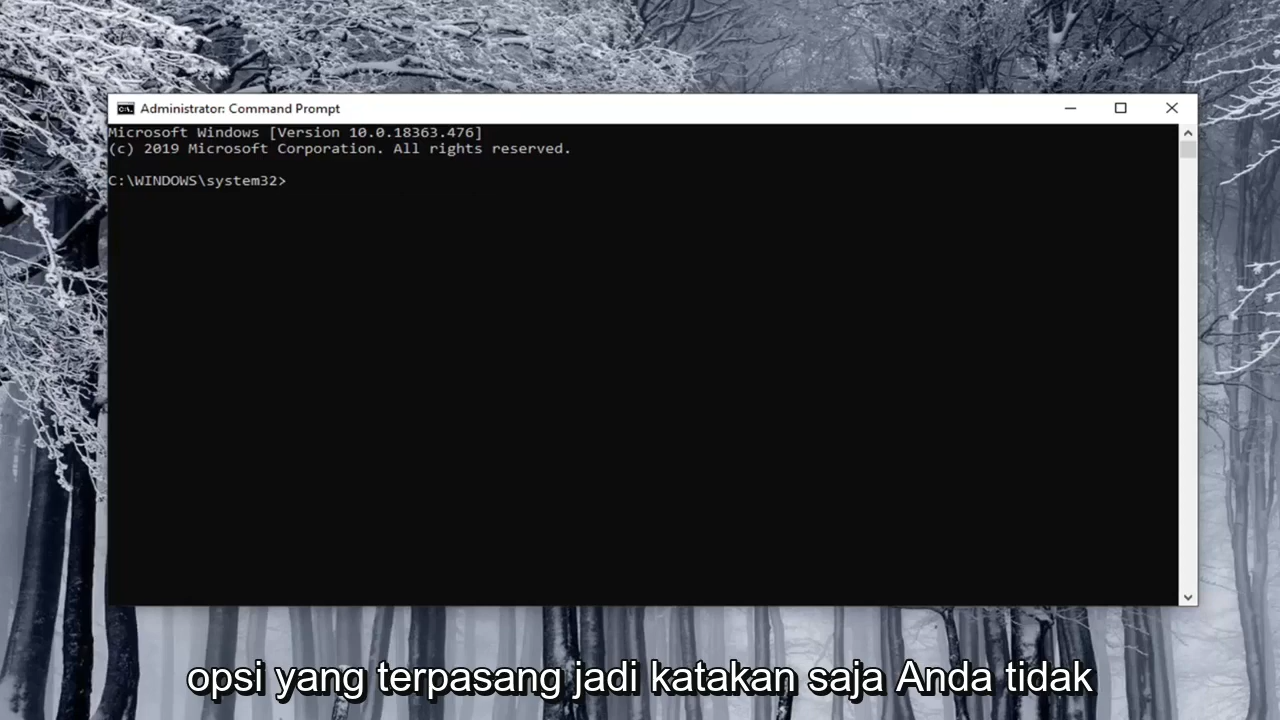 Administrator: Command Prompt
Microsoft Windows [Version 10.0.18363.476]
(c) 2019 Microsoft Corporation. All rights reserved.
C:\WINDOWS\system32>
opsi yang terpasang jadi katakan saja Anda tidak